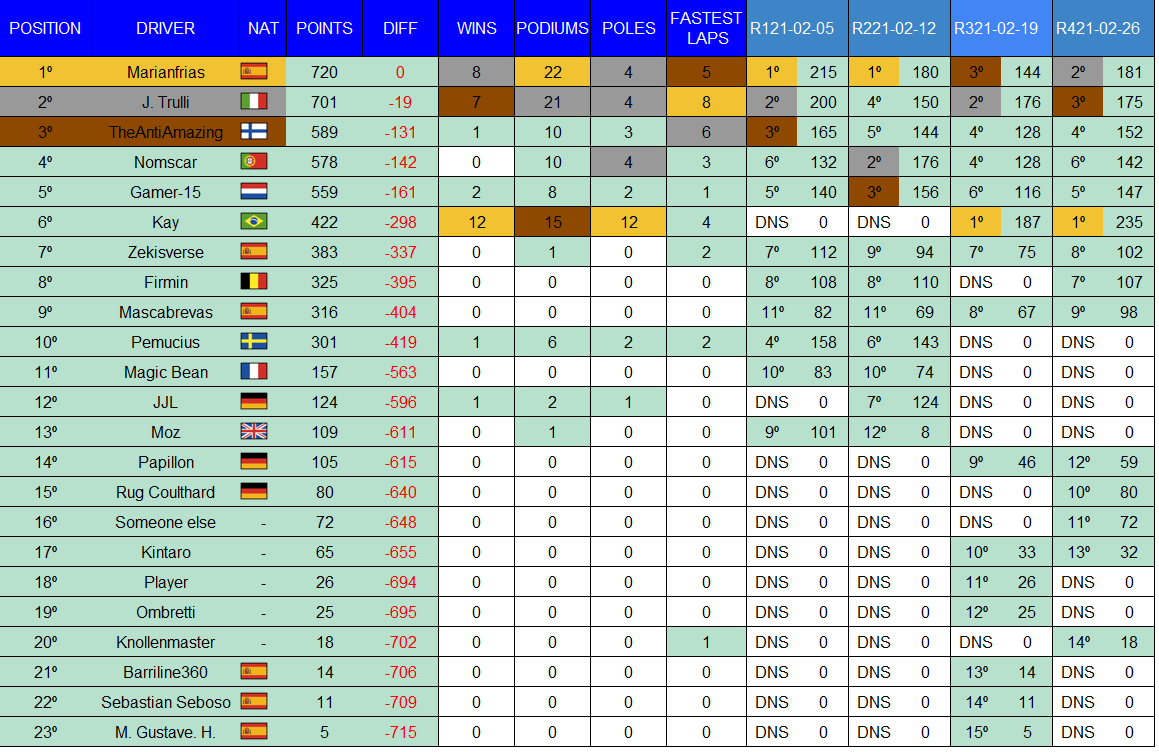 POSITION DRIVER NAT POINTS DIFF WINS PODIUMS POLES FASTEST LAPS R121-02-05 R221-02-12 R321-02-19 R421-02-26
1º Marianfrias 720 0 8 22 4 5 1º 215 1º 180 3º 144 2º 181
2º J. Trulli 701 -19 7 21 4 8 2º 200 4º 150 2º 176 3º 175
3º TheAntiAmazing 589 -131 1 10 3 6 3º 165 5º 144 4º 128 4º 152
4º Nomscar 578 -142 0 10 4 3 6º 132 2º 176 4º 128 6º 142
5º Gamer-15 559 -161 2 8 2 1 5º 140 3º 156 6º 116 5º 147
6º Kay 422 -298 12 15 12 4 DNS 0 DNS 0 1º 187 1º 235
7º Zekisverse 383 -337 0 1 0 2 7º 112 9º 94 7º 75 8º 102
8º Firmin 325 -395 0 0 0 0 8º 108 8º 110 DNS 0 7º 107
9º Mascabrevas 316 -404 0 0 0 0 11º 82 11º 69 8º 67 9º 98
10º Pemucius 301 -419 1 6 2 2 4º 158 6º 143 DNS 0 DNS 0
11º Magic Bean 157 -563 0 0 0 0 10º 83 10º 74 DNS 0 DNS 0
12º JJL 124 -596 1 2 1 0 DNS 0 7º 124 DNS 0 DNS 0
13º Moz 109 -611 0 1 0 0 9º 101 12º 8 DNS 0 DNS 0
14º Papillon 105 -615 0 0 0 0 DNS 0 DNS 0 9º 46 12º 59
15º Rug Coulthard 80 -640 0 0 0 0 DNS 0 DNS 0 DNS 0 10º 80
16º Someone else - 72 -648 0 0 0 0 DNS 0 DNS 0 DNS 0 11º 72
17º Kintaro - 65 -655 0 0 0 0 DNS 0 DNS 0 10º 33 13º 32
18º Player - 26 -694 0 0 0 0 DNS 0 DNS 0 11º 26 DNS 0
19º Ombretti - 25 -695 0 0 0 0 DNS 0 DNS 0 12º 25 DNS 0
20º Knollenmaster - 18 -702 0 0 0 1 DNS 0 DNS 0 DNS 0 14º 18
21º Barriline360 14 -706 0 0 0 0 DNS 0 DNS 0 13º 14 DNS 0
22º Sebastian Seboso 11 -709 0 0 0 0 DNS 0 DNS 0 14º 11 DNS 0
23º M. Gustave. H. 5 -715 0 0 0 0 DNS 0 DNS 0 15º 5 DNS 0